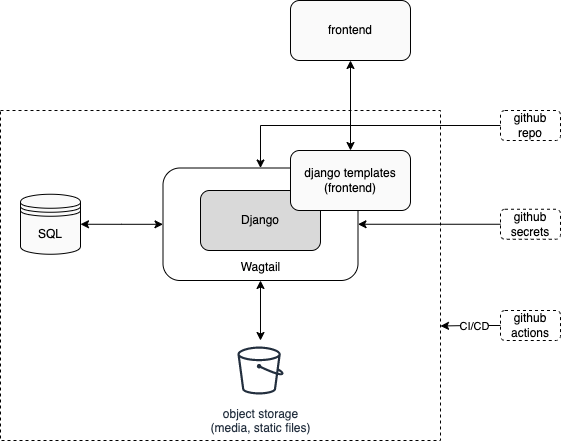 frontend
github
repo
django templates
(frontend)
Django
SQL
github
secrets
Wagtail
github
CI/CD
actions
object storage
(media, static files)